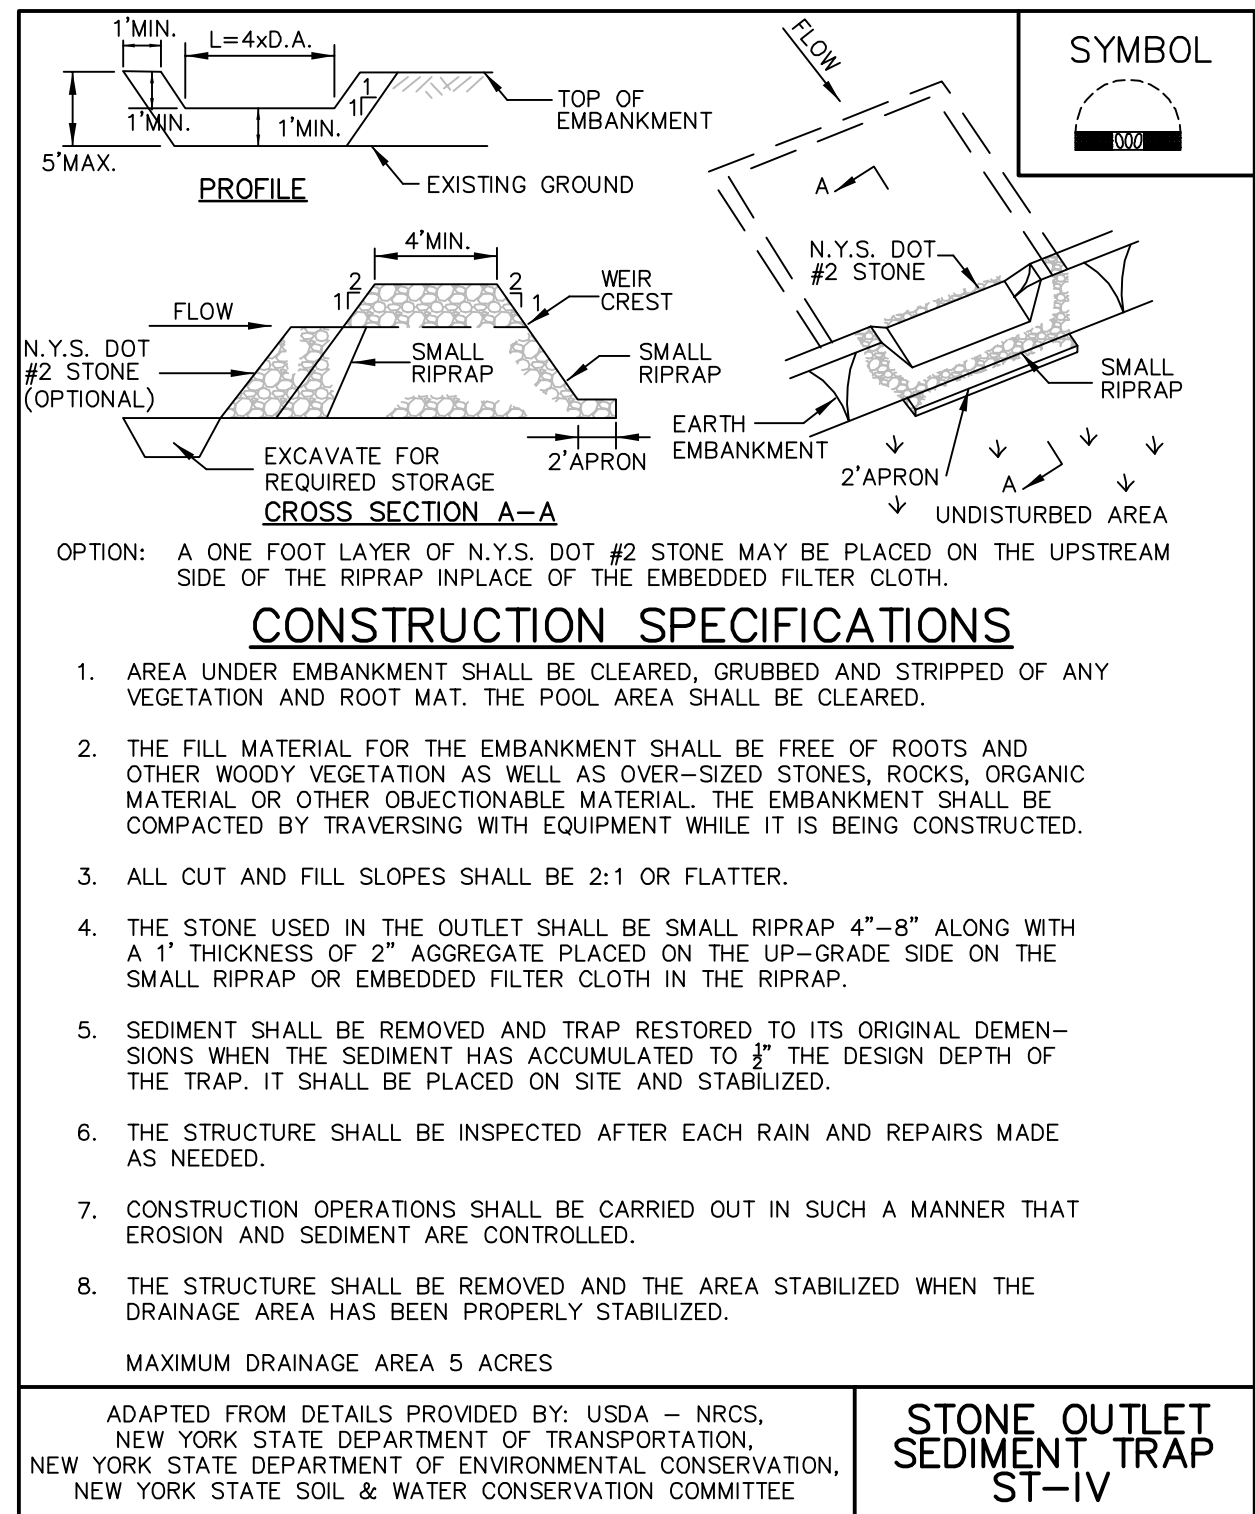 1'MIN.
L=4xD.A.
1
1
1'MIN.
1'MIN.
5'MAX.
TOP OF
EMBANKMENT
EXISTING GROUND
PROFILE
FLOW
A
N.Y.S. DOT
#2 STONE
SMALL
RIPRAP
EARTH
EMBANKMENT
2'APRON
A
UNDISTURBED AREA
SYMBOL
4'MIN.
2
1
2
1
WEIR
CREST
FLOW
N.Y.S. DOT
#2 STONE
(OPTIONAL)
SMALL
RIPRAP
SMALL
RIPRAP
2'APRON
EXCAVATE FOR
REQUIRED STORAGE
CROSS SECTION A-A
OPTION: A ONE FOOT LAYER OF N.Y.S. DOT #2 STONE MAY BE PLACED ON THE UPSTREAM
SIDE OF THE RIPRAP INPLACE OF THE EMBEDDED FILTER CLOTH.
CONSTRUCTION SPECIFICATIONS
1. AREA UNDER EMBANKMENT SHALL BE CLEARED, GRUBBED AND STRIPPED OF ANY
VEGETATION AND ROOT MAT. THE POOL AREA SHALL BE CLEARED.
2. THE FILL MATERIAL FOR THE EMBANKMENT SHALL BE FREE OF ROOTS AND
OTHER WOODY VEGETATION AS WELL AS OVER-SIZED STONES, ROCKS, ORGANIC
MATERIAL OR OTHER OBJECTIONABLE MATERIAL. THE EMBANKMENT SHALL BE
COMPACTED BY TRAVERSING WITH EQUIPMENT WHILE IT IS BEING CONSTRUCTED.
3. ALL CUT AND FILL SLOPES SHALL BE 2:1 OR FLATTER.
4. THE STONE USED IN THE OUTLET SHALL BE SMALL RIPRAP 4"-8" ALONG WITH
A 1' THICKNESS OF 2" AGGREGATE PLACED ON THE UP-GRADE SIDE ON THE
SMALL RIPRAP OR EMBEDDED FILTER CLOTH IN THE RIPRAP.
5. SEDIMENT SHALL BE REMOVED AND TRAP RESTORED TO ITS ORIGINAL DEMEN-
SIONS WHEN THE SEDIMENT HAS ACCUMULATED TO ½" THE DESIGN DEPTH OF
THE TRAP. IT SHALL BE PLACED ON SITE AND STABILIZED.
6. THE STRUCTURE SHALL BE INSPECTED AFTER EACH RAIN AND REPAIRS MADE
AS NEEDED.
7. CONSTRUCTION OPERATIONS SHALL BE CARRIED OUT IN SUCH A MANNER THAT
EROSION AND SEDIMENT ARE CONTROLLED.
8. THE STRUCTURE SHALL BE REMOVED AND THE AREA STABILIZED WHEN THE
DRAINAGE AREA HAS BEEN PROPERLY STABILIZED.
MAXIMUM DRAINAGE AREA 5 ACRES
ADAPTED FROM DETAILS PROVIDED BY: USDA - NRCS,
NEW YORK STATE DEPARTMENT OF TRANSPORTATION,
NEW YORK STATE DEPARTMENT OF ENVIRONMENTAL CONSERVATION,
NEW YORK STATE SOIL & WATER CONSERVATION COMMITTEE
STONE OUTLET
SEDIMENT TRAP
ST-IV